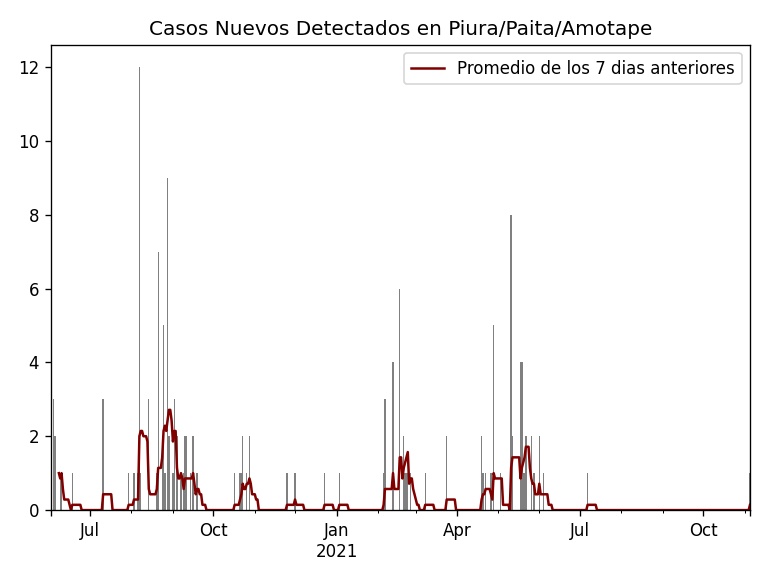 Casos Nuevos Detectados en Piura/Paita/Amotape
Promedio de los 7 dias anteriores
12
10
8
6
4
2
0
Jul
Oct
Jan
2021
Apr
Jul
Oct